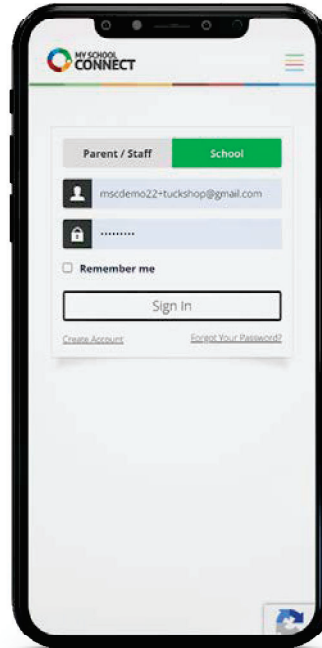 MY SCHOOL
CONNECT
Parent / Staff
School
mscdemo22+tuckshop@gmail.com
.........
Remember me
Sign In
Create Account
Forgot Your Password?